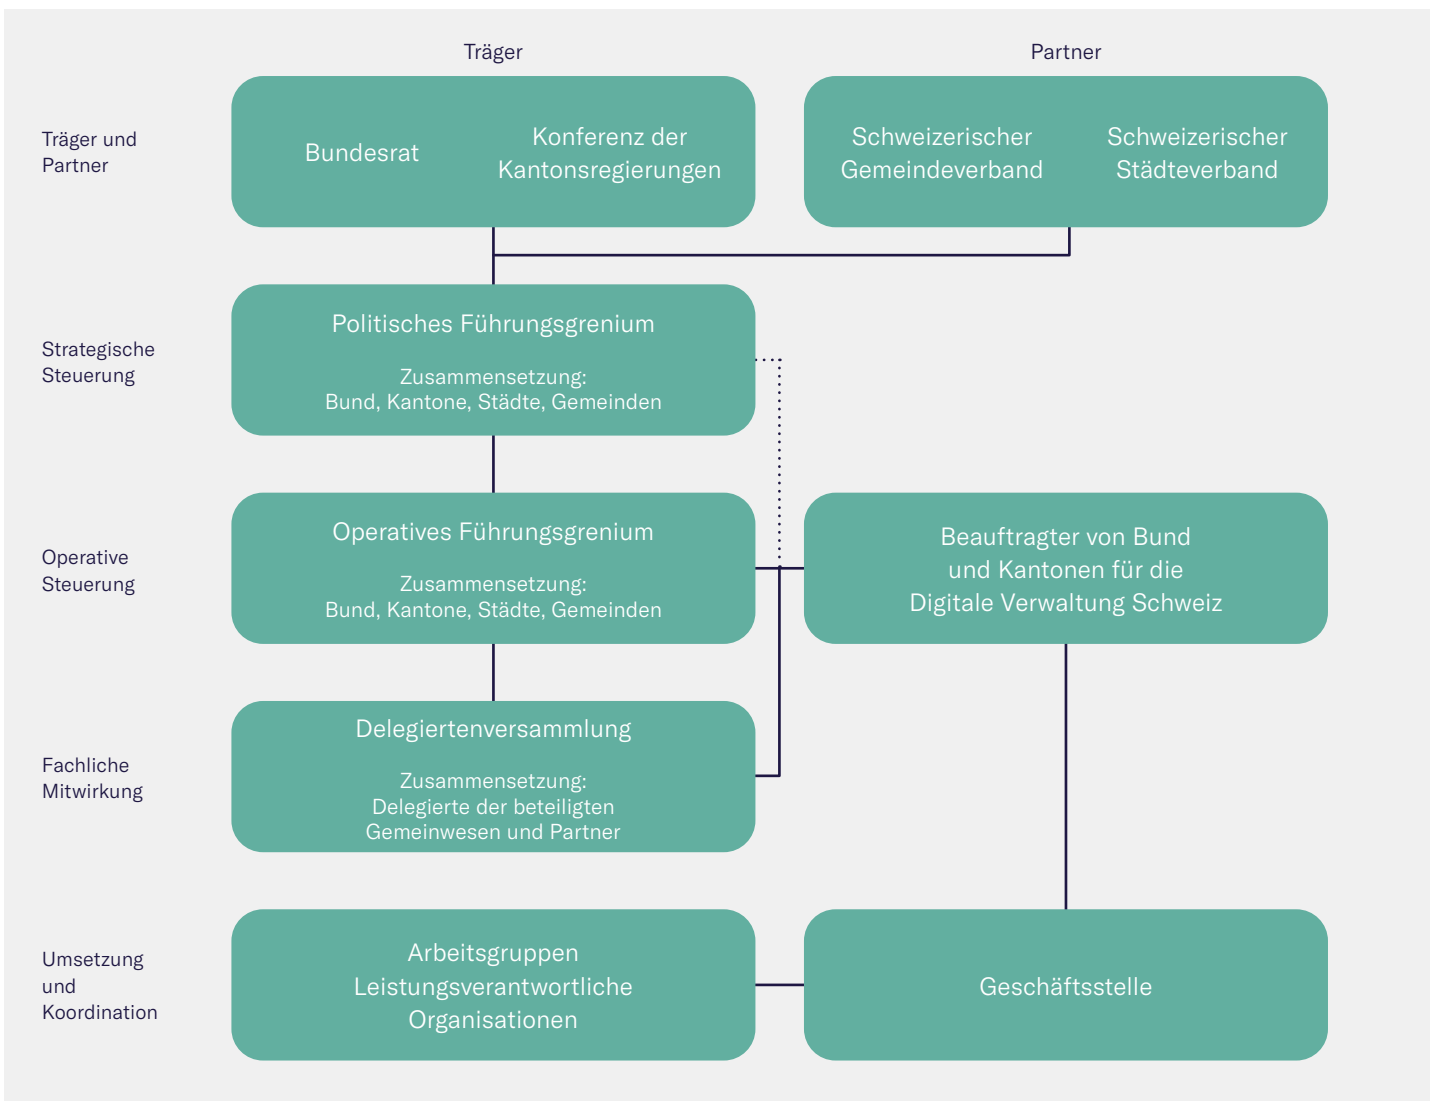 Träger
Partner
Träger und
Partner
Bundesrat
Konferenz der
Kantonsregierungen
Schweizerischer
Gemeindeverband
Schweizerischer
Städteverband
Strategische
Steuerung
Politisches Führungsgrenium
Zusammensetzung:
Bund, Kantone, Städte, Gemeinden
Operative
Steuerung
Operatives Führungsgrenium
Zusammensetzung:
Bund, Kantone, Städte, Gemeinden
Beauftragter von Bund
und Kantonen für die
Digitale Verwaltung Schweiz
Fachliche
Mitwirkung
Delegiertenversammlung
Zusammensetzung:
Delegierte der beteiligten
Gemeinwesen und Partner
Umsetzung
und
Koordination
Arbeitsgruppen
Leistungsverantwortliche
Organisationen
Geschäftsstelle